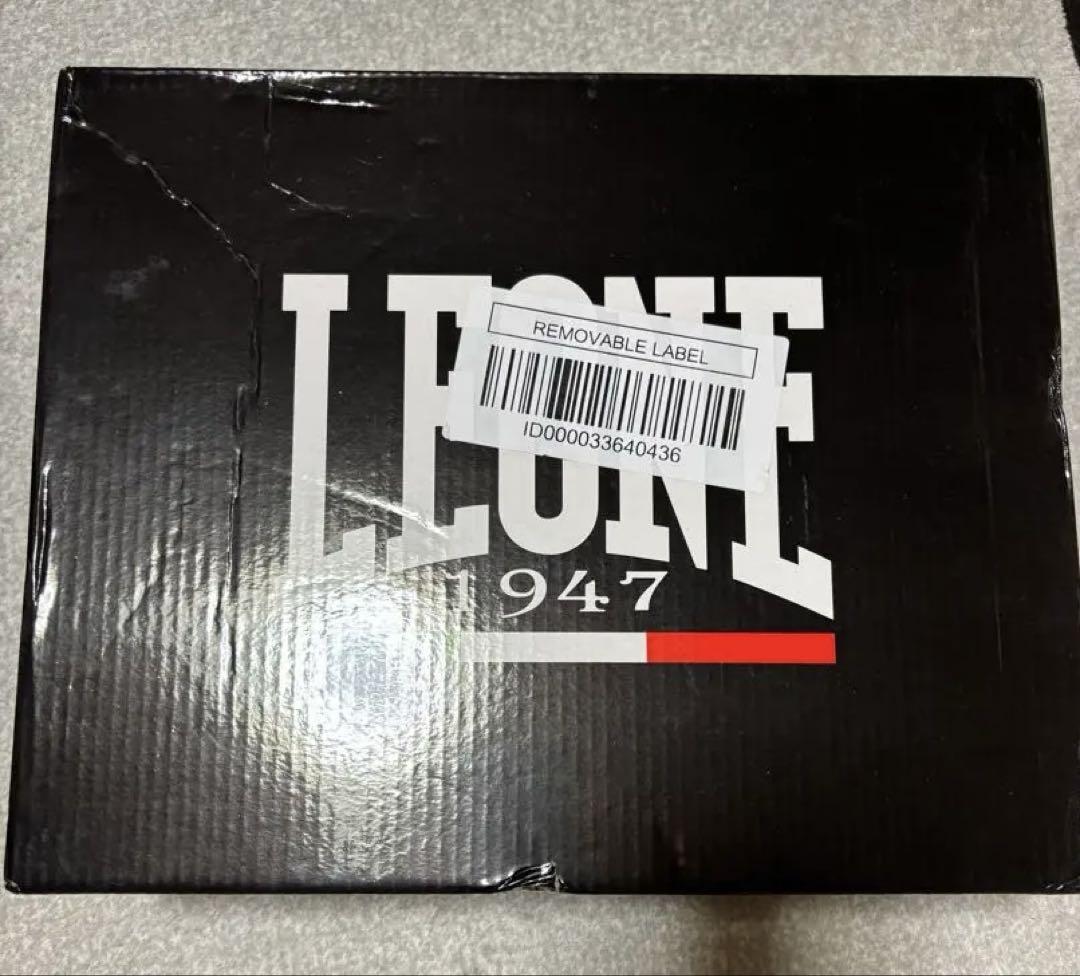 LEONE
REMOVABLE LABEL
ID000033640436
1947